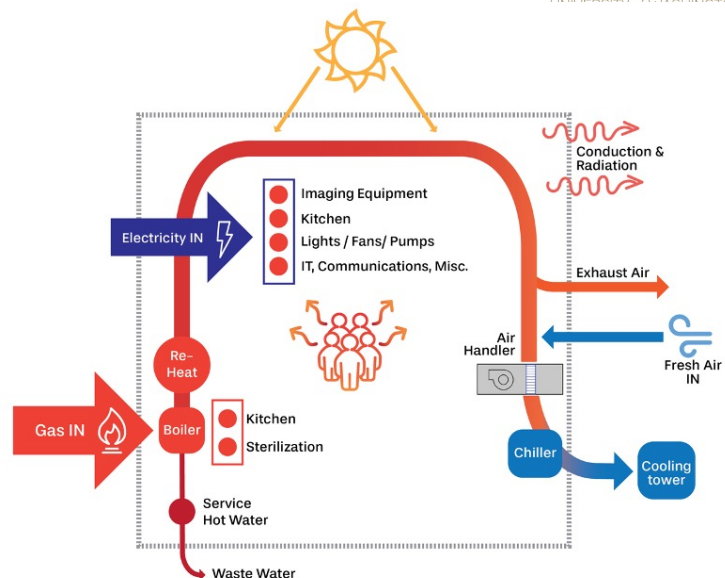 Conduction &
Radiation
Imaging Equipment
Kitchen
Lights / Fans/ Pumps
IT, Communications, Misc.
Electricity IN
Exhaust Air
Air
Handler
Fresh Air
IN
Re-
Heat
Gas IN
Boiler
Kitchen
Sterilization
Chiller
Cooling
tower
Service
Hot Water
Waste Water